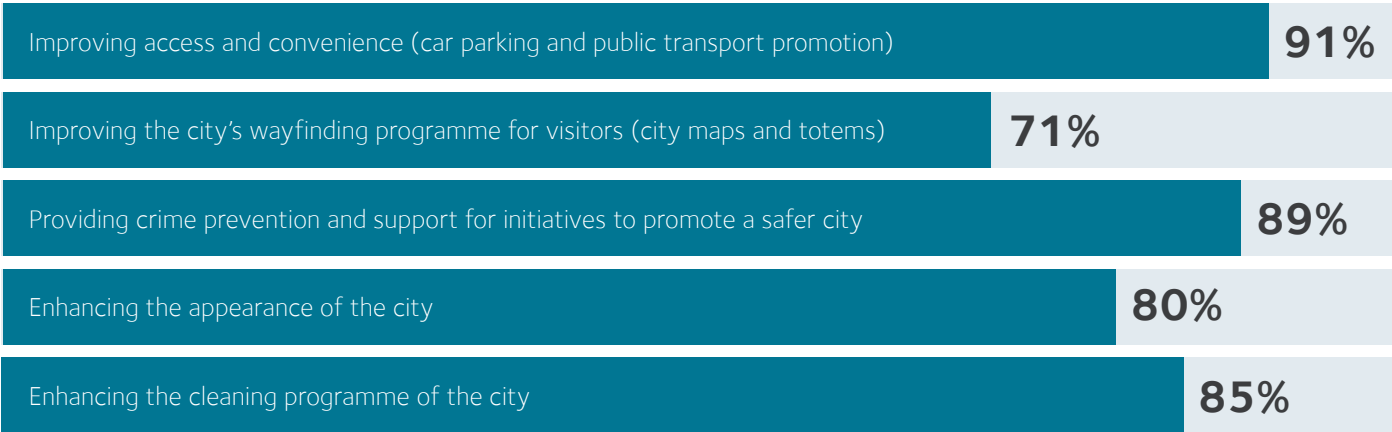 Improving access and convenience (car parking and public transport promotion) 91%
Improving the city’s wayfinding programme for visitors (city maps and totems) 71%
Providing crime prevention and support for initiatives to promote a safer city 89%
Enhancing the appearance of the city 80%
Enhancing the cleaning programme of the city 85%